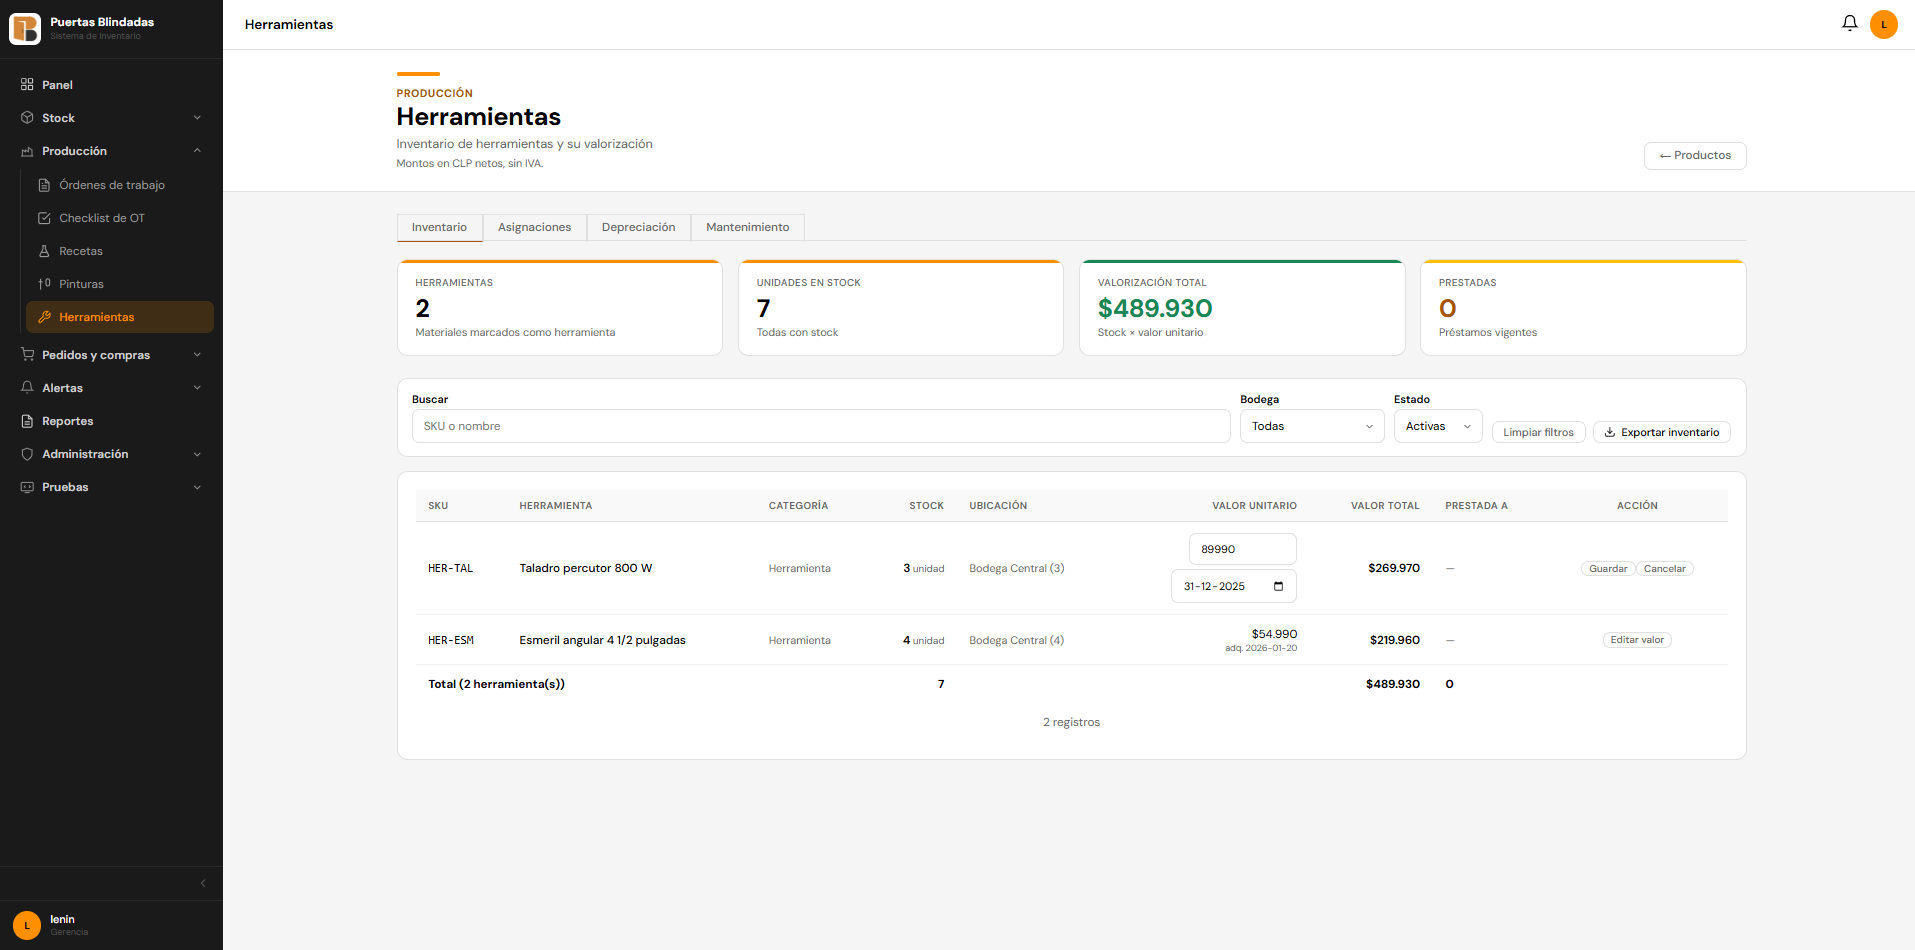 Puertas Blindadas
Sistema de Inventario
Herramientas
L
Panel
Stock
Producción
Órdenes de trabajo
Checklist de OT
Recetas
Pinturas
Herramientas
Pedidos y compras
Alertas
Reportes
Administración
Pruebas
lenin
Gerencia
L
PRODUCCIÓN
Herramientas
Inventario de herramientas y su valorización
Montos en CLP netos, sin IVA.
← Productos
Inventario Asignaciones Depreciación Mantenimiento
HERRAMIENTAS
2
Materiales marcados como herramienta
UNIDADES EN STOCK
7
Todas con stock
VALORIZACIÓN TOTAL
$489.930
Stock × valor unitario
PRESTADAS
0
Préstamos vigentes
Buscar
SKU o nombre
Bodega
Todas
Estado
Activas
Limpiar filtros
Exportar inventario
SKU HERRAMIENTA CATEGORÍA STOCK UBICACIÓN VALOR UNITARIO VALOR TOTAL PRESTADA A ACCIÓN
89990
HER-TAL Taladro percutor 800 W Herramienta 3 unidad Bodega Central (3) $269.970 — Guardar Cancelar
31-12-2025
HER-ESM Esmeril angular 4 1/2 pulgadas Herramienta 4 unidad Bodega Central (4) $54.990 $219.960 — Editar valor
adq. 2026-01-20
Total (2 herramienta(s)) 7 $489.930 0
2 registros